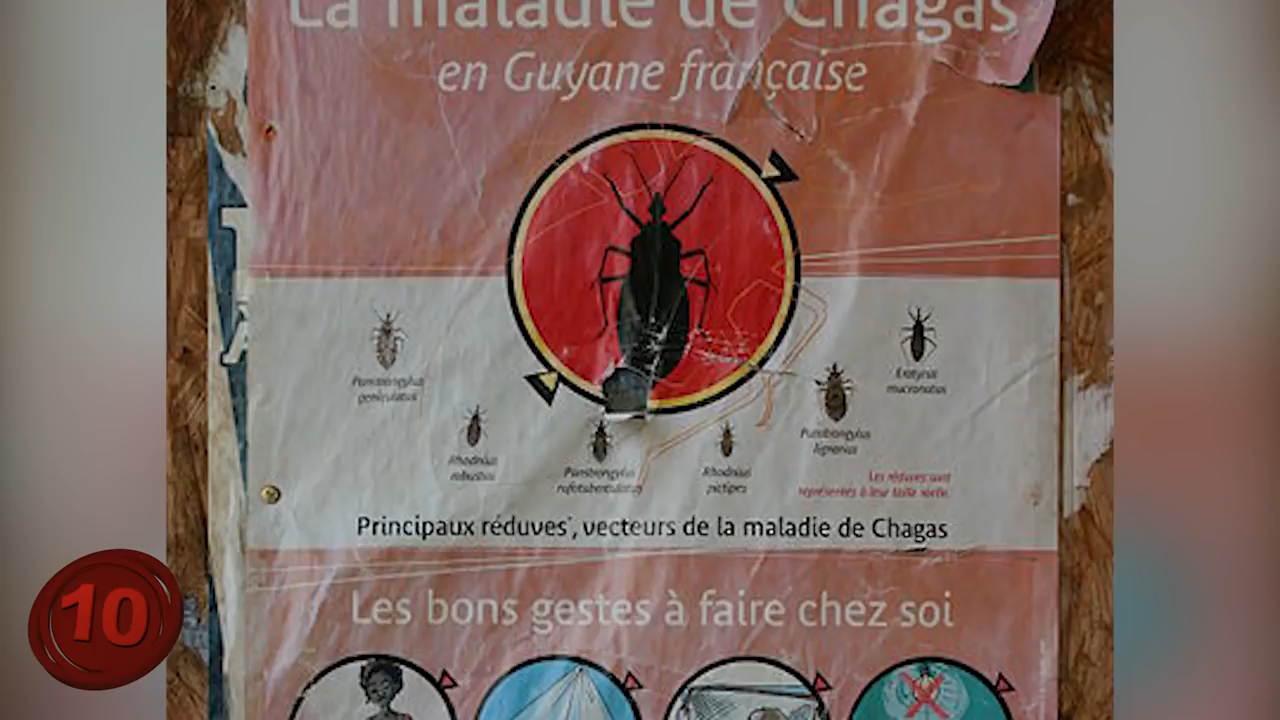 La maladie de Chagas
en Guyane française
Panstrongylus
geniculatus
Rhodnius
robustus
Panstrongylus
rufotuberculatus
Rhodnius
pictipes
Panstrongylus
lignarius
Eratyrus
mucronatus
Les réduves sont
représentés à leur taille réelle.
Principaux réduves*, vecteurs de la maladie de Chagas
Les bons gestes à faire chez soi
10